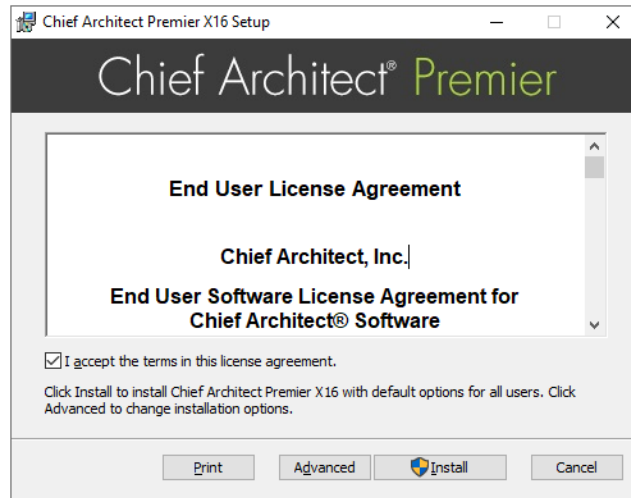 Chief Architect Premier X16 Setup
Chief Architect® Premier
End User License Agreement
Chief Architect, Inc.
End User Software License Agreement for
Chief Architect® Software
I accept the terms in this license agreement.
Click Install to install Chief Architect Premier X16 with default options for all users. Click
Advanced to change installation options.
Print Advanced Install Cancel